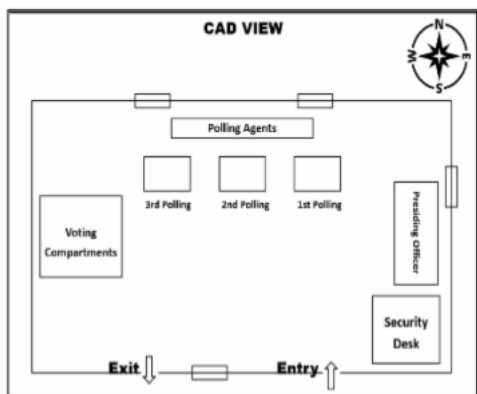 CAD VIEW
N
W
E
S
Polling Agents
3rd Polling
2nd Polling
1st Polling
Voting
Compartments
Presiding Officer
Security
Desk
Exit
Entry